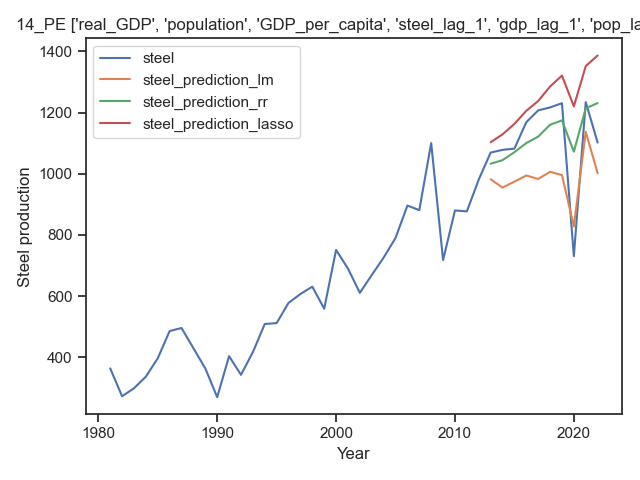 14_PE ['real_GDP', 'population', 'GDP_per_capita', 'steel_lag_1', 'gdp_lag_1', 'pop_la
steel
steel_prediction_lm
steel_prediction_rr
steel_prediction_lasso
1400
1200
1000
800
600
400
Steel production
1980
1990
2000
2010
2020
Year